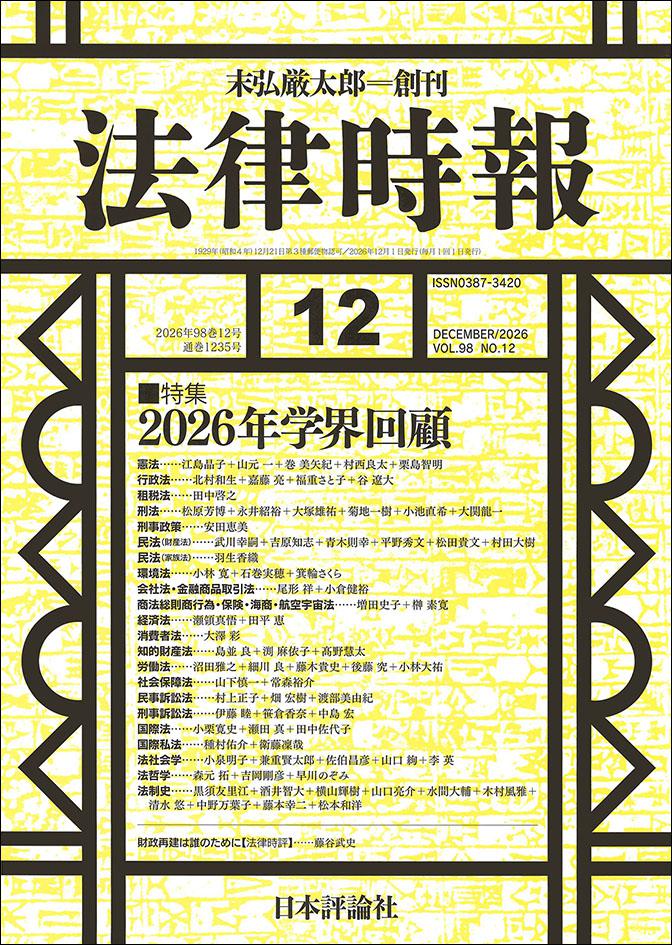 末弘厳太郎=創刊
法律時報
1929年(昭和4年)12月21日第3種郵便物認可/2026年12月1日発行(毎月1回1日発行)
ISSN0387-3420
2026年98巻12号
通巻1235号
12
DECEMBER/2026
VOL.98 NO.12
■特集
2026年学界回顧
憲法……江島晶子+山元 一+巻 美矢紀+村西良太+栗島智明
行政法……北村和生+嘉藤 亮+福重さと子+谷 遼大
租税法……田中啓之
刑法……松原芳博+永井紹裕+大塚雄祐+菊地一樹+小池直希+大関龍一
刑事政策……安田恵美
民法(財産法)……武川幸嗣+吉原知志+青木則幸+平野秀文+松田貴文+村田大樹
民法(家族法)……羽生香織
環境法……小林 寛+石巻実穂+箕輪さくら
会社法・金融商品取引法……尾形 祥+小倉健裕
商法総則商行為・保険・海商・航空宇宙法……増田史子+榊 素寛
経済法……瀬領真悟+田平 恵
消費者法……大澤 彩
知的財産法……島並 良+渕 麻依子+髙野慧太
労働法……沼田雅之+細川 良+藤木貴史+後藤 究+小林大祐
社会保障法……山下慎一+常森裕介
民事訴訟法……村上正子+畑 宏樹+渡部美由紀
刑事訴訟法……伊藤 睦+笹倉香奈+中島 宏
国際法……小栗寛史+瀬田 真+田中佐代子
国際私法……種村佑介+衛藤凜哉
法社会学……小泉明子+兼重賢太郎+佐伯昌彦+山口 絢+李 英
法哲学……森元 拓+吉岡剛彦+早川のぞみ
法制史……黒須友里江+酒井智大+横山輝樹+山口亮介+水間大輔+木村風雅+
清水 悠+中野万葉子+藤本幸二+松本和洋
財政再建は誰のために【法律時評】……藤谷武史
日本評論社